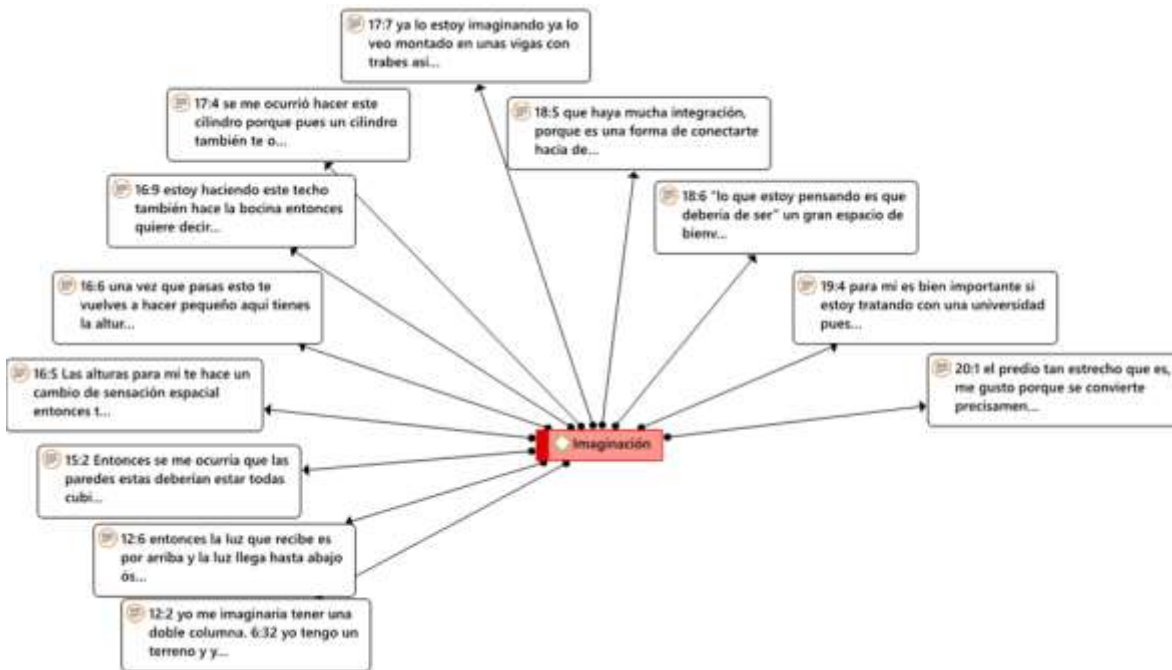 17:7 ya lo estoy imaginando ya lo
veo montado en unas vigas con
trabes asi...
17:4 se me ocurrió hacer este
cilindro porque pues un cilindro
también te o...
18:5 que haya mucha integración,
porque es una forma de conectarte
hacia de...
16:9 estoy haciendo este techo
también hace la bocina entonces
quiere decir...
18:6 "lo que estoy pensando es que
debería de ser" un gran espacio de
bienv...
16:6 una vez que pasas esto te
vuelves a hacer pequeño aquí tienes
la altur...
19:4 para mi es bien importante si
estoy tratando con una universidad
pues...
16:5 Las alturas para mi te hace un
cambio de sensación espacial
entonces t...
20:1 el predio tan estrecho que es,
me gusto porque se convierte
precisamen...
Imaginación
15:2 Entonces se me ocurría que las
paredes estas deberían estar todas
cubi...
12:6 entonces la luz que recibe es
por arriba y la luz llega hasta abajo
ós...
12:2 yo me imaginaria tener una
doble columna. 6:32 yo tengo un
terreno y y...